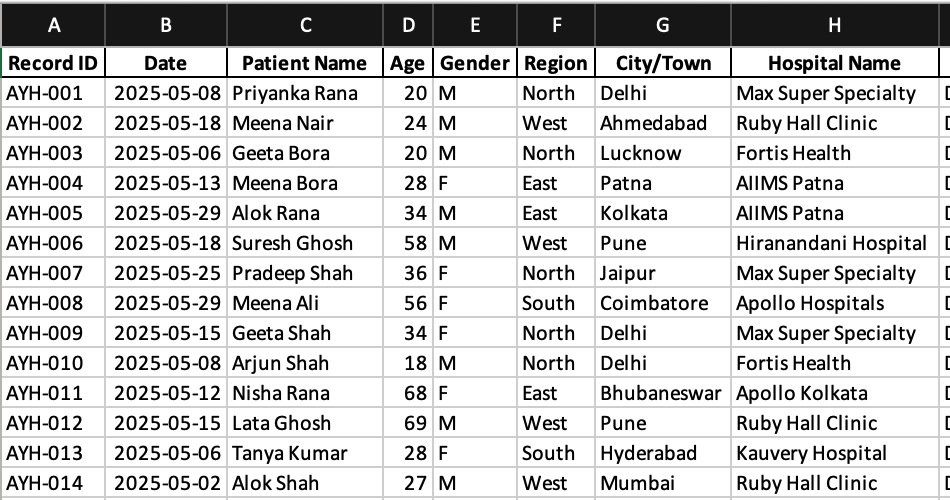 A B C D E F G H
Record ID Date Patient Name Age Gender Region City/Town Hospital Name
AYH-001 2025-05-08 Priyanka Rana 20 M North Delhi Max Super Specialty
AYH-002 2025-05-18 Meena Nair 24 M West Ahmedabad Ruby Hall Clinic
AYH-003 2025-05-06 Geeta Bora 20 M North Lucknow Fortis Health
AYH-004 2025-05-13 Meena Bora 28 F East Patna AIIMS Patna
AYH-005 2025-05-29 Alok Rana 34 M East Kolkata AIIMS Patna
AYH-006 2025-05-18 Suresh Ghosh 58 M West Pune Hiranandani Hospital
AYH-007 2025-05-25 Pradeep Shah 36 F North Jaipur Max Super Specialty
AYH-008 2025-05-29 Meena Ali 56 F South Coimbatore Apollo Hospitals
AYH-009 2025-05-15 Geeta Shah 34 F North Delhi Max Super Specialty
AYH-010 2025-05-08 Arjun Shah 18 M North Delhi Fortis Health
AYH-011 2025-05-12 Nisha Rana 68 F East Bhubaneswar Apollo Kolkata
AYH-012 2025-05-15 Lata Ghosh 69 M West Pune Ruby Hall Clinic
AYH-013 2025-05-06 Tanya Kumar 28 F South Hyderabad Kauvery Hospital
AYH-014 2025-05-02 Alok Shah 27 M West Mumbai Ruby Hall Clinic